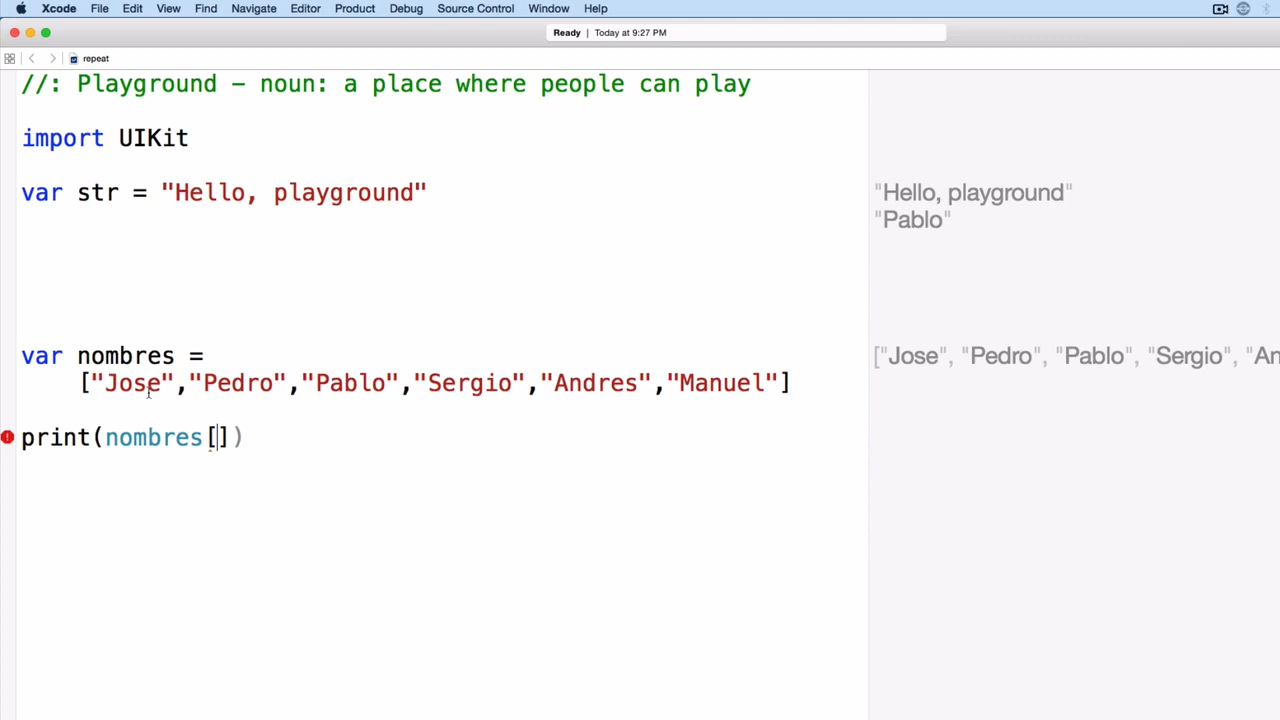 Xcode File Edit View Find Navigate Editor Product Debug Source Control Window Help
Ready | Today at 9:27 PM
repeat
//: Playground – noun: a place where people can play
import UIKit
var str = "Hello, playground"
"Hello, playground"
"Pablo"
var nombres =
["Jose", "Pedro", "Pablo", "Sergio", "An
["Jose","Pedro","Pablo","Sergio","Andres","Manuel"]
print(nombres[])